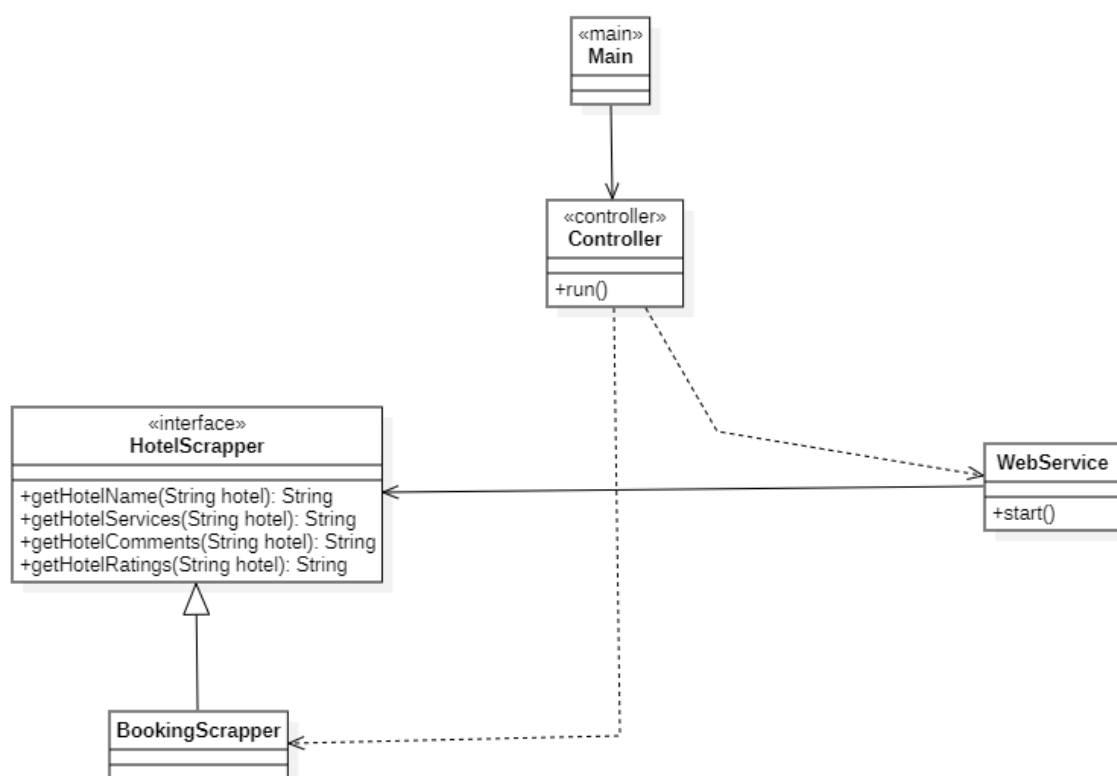 «main»
Main
«controller»
Controller
+run()
«interface»
HotelScrapper
+getHotelName(String hotel): String
+getHotelServices(String hotel): String
+getHotelComments(String hotel): String
+getHotelRatings(String hotel): String
WebService
+start()
BookingScrapper